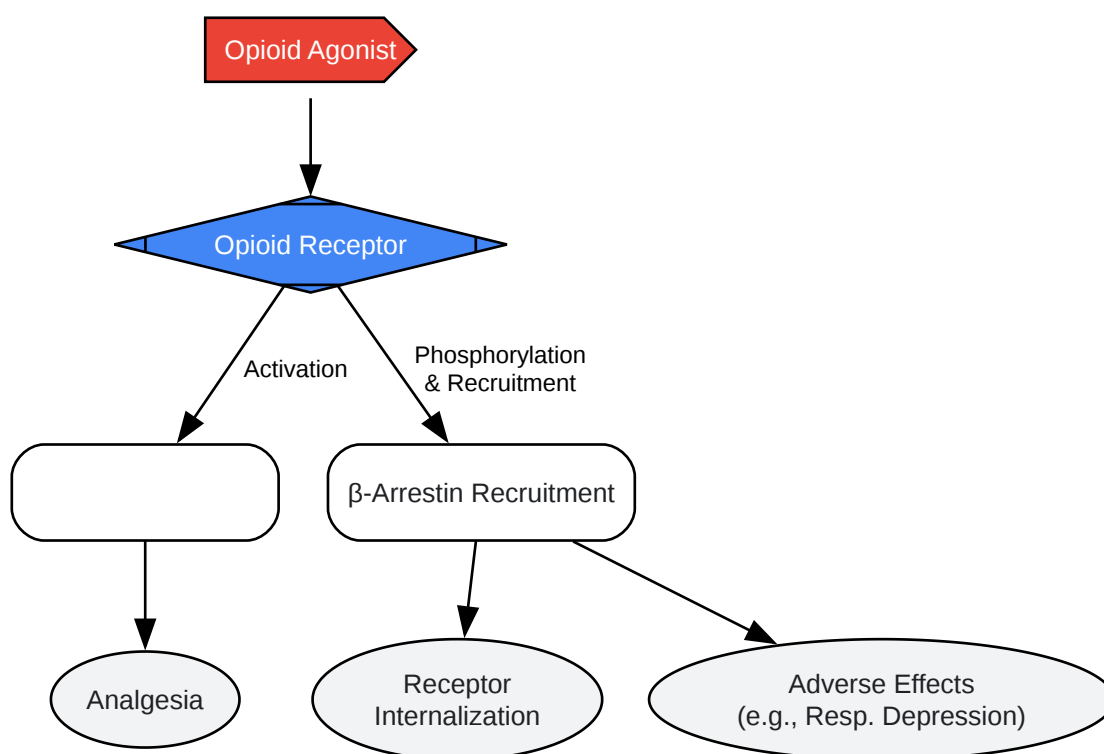 Opioid Agonist
Opioid Receptor
Activation
Phosphorylation
& Recruitment
β-Arrestin Recruitment
Analgesia
Receptor
Internalization
Adverse Effects
(e.g., Resp. Depression)